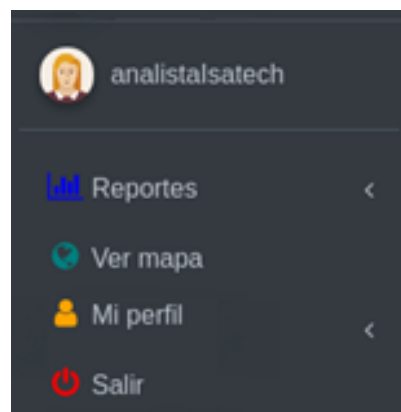 analistalsatech
Reportes
Ver mapa
Mi perfil
Salir